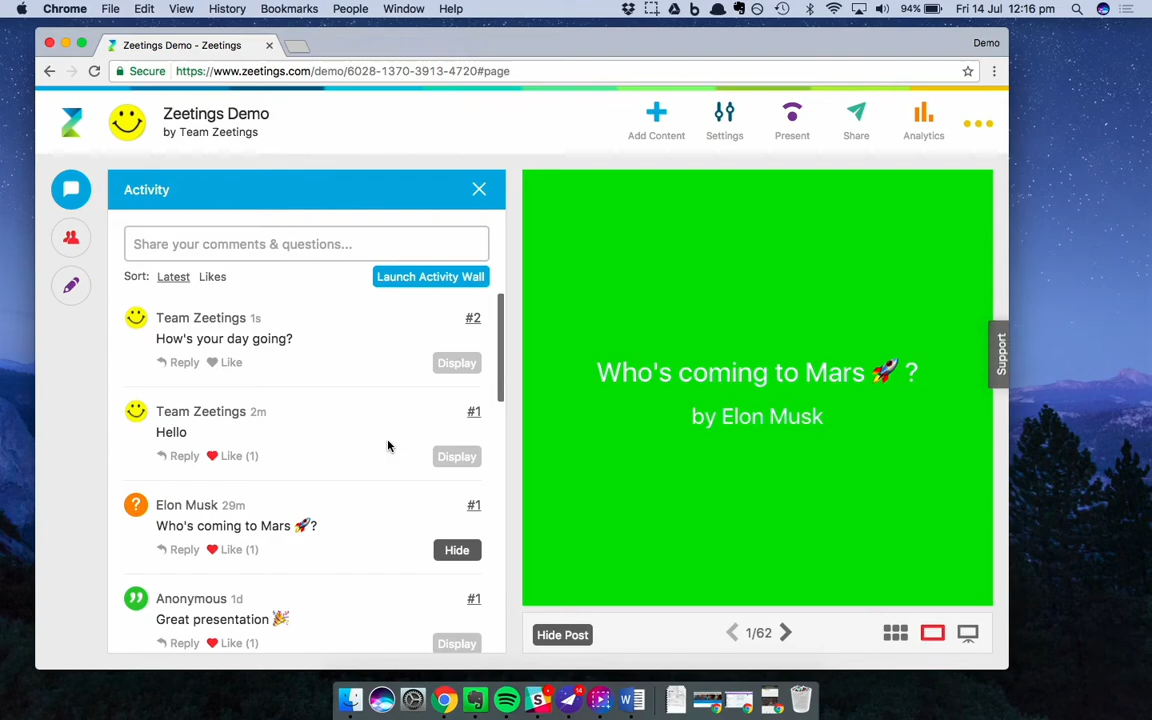 Chrome File Edit View History Bookmarks People Window Help 94% Fri 14 Jul 12:16 pm
Zeetings Demo - Zeetings
Demo
Secure https://www.zeetings.com/demo/6028-1370-3913-4720#page
Zeetings Demo
by Team Zeetings
Add Content Settings Present Share Analytics
Activity
Share your comments & questions...
Sort: Latest Likes
Launch Activity Wall
Team Zeetings 1s #2
How's your day going?
Reply Like Display
Team Zeetings 2m #1
Hello
Reply Like (1) Display
Elon Musk 29m #1
Who's coming to Mars 🚀?
Reply Like (1) Hide
Anonymous 1d #1
Great presentation 🎉
Reply Like (1) Display
Who's coming to Mars 🚀 ?
by Elon Musk
Support
Hide Post
1/62
14